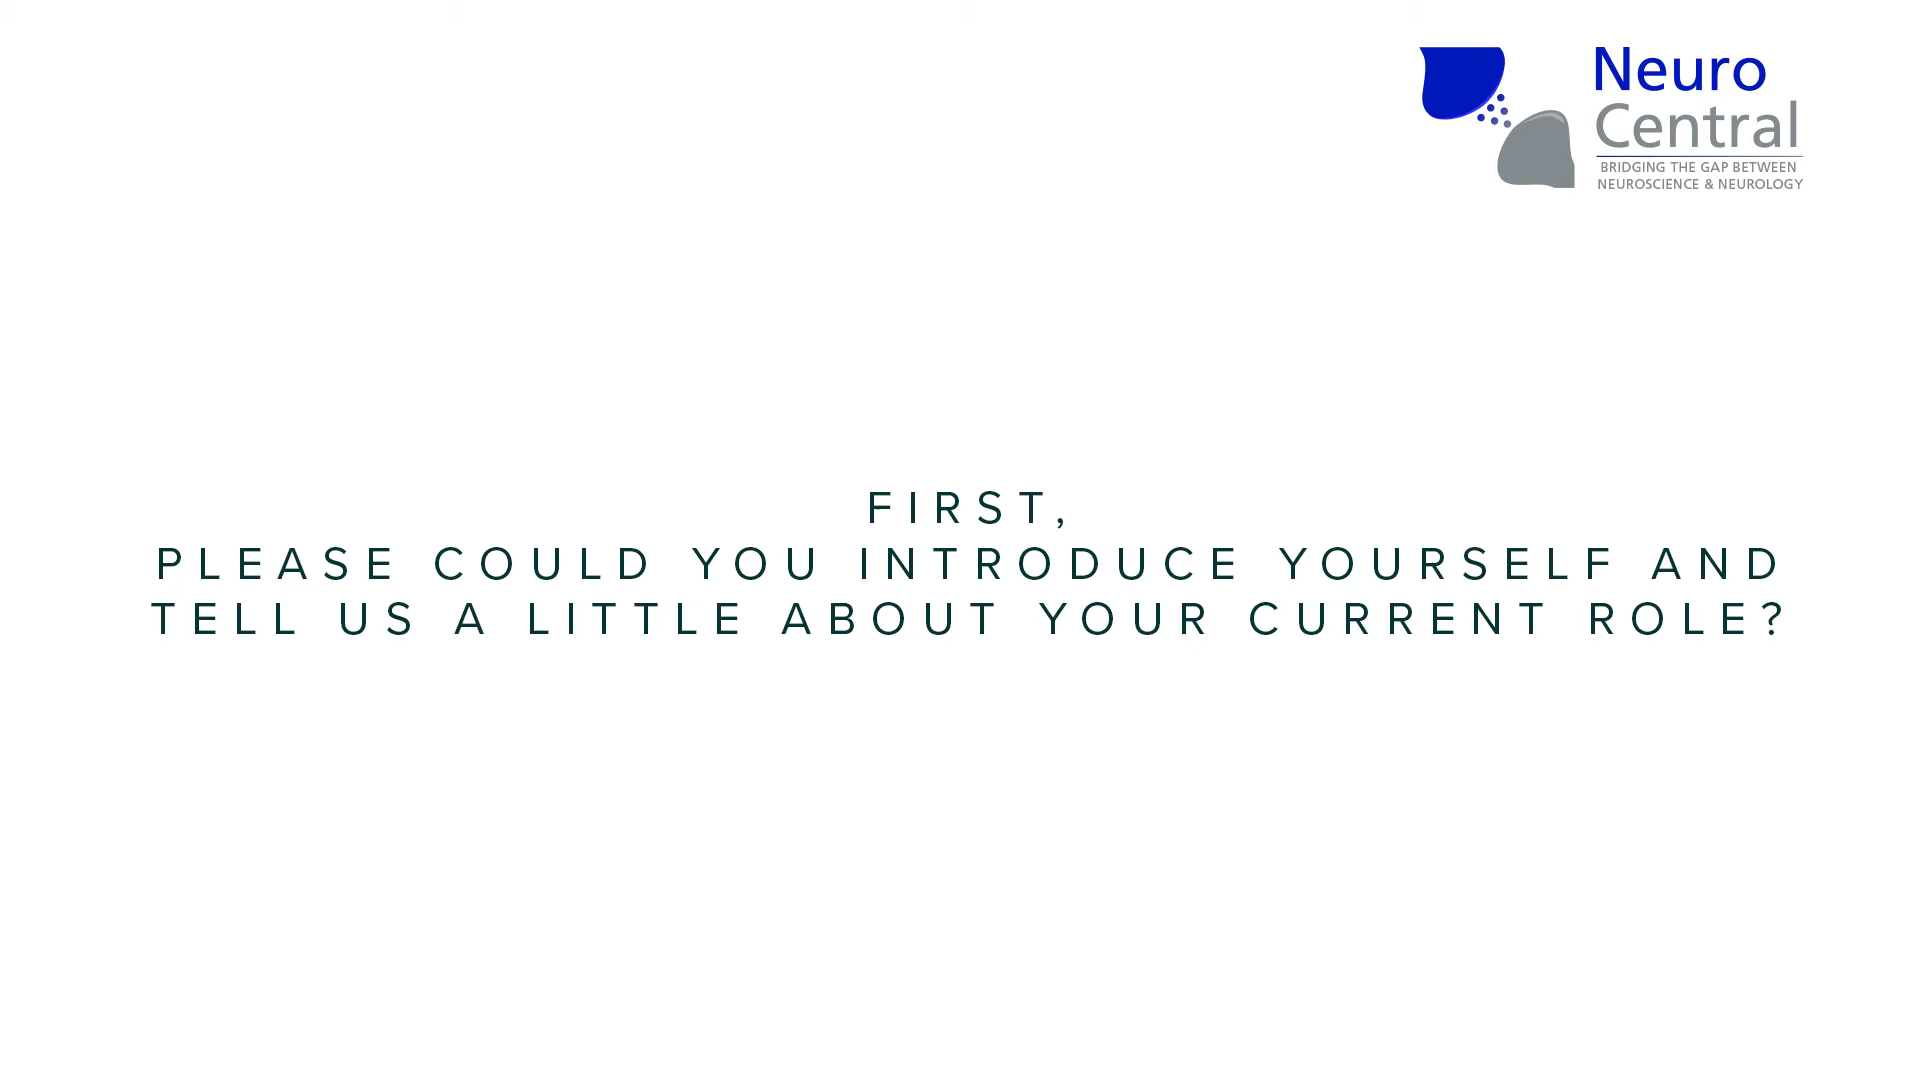 Neuro
Central
BRIDGING THE GAP BETWEEN
NEUROSCIENCE & NEUROLOGY
FIRST,
PLEASE COULD YOU INTRODUCE YOURSELF AND
TELL US A LITTLE ABOUT YOUR CURRENT ROLE?